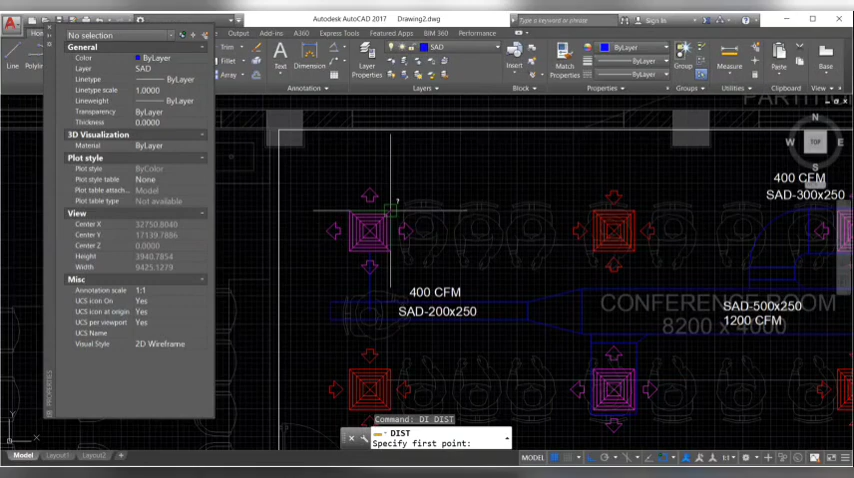 Autodesk AutoCAD 2017 Drawing2.dwg
Type a keyword or phrase
Sign In
Output Add-ins A360 Express Tools Featured Apps BIM 360 Performance
Line
Trim
Fillet
Array
Text
Dimension
Layer
Properties
SAD
Insert
Match
Properties
ByLayer
ByLayer
ByLayer
Group
Measure
Paste
Base
Annotation
Layers
Block
Properties
Groups
Utilities
Clipboard
View
No selection
General
Color ByLayer
Layer SAD
Linetype ByLayer
Linetype scale 1.0000
Lineweight ByLayer
Transparency ByLayer
Thickness 0.0000
3D Visualization
Material ByLayer
Plot style
Plot style ByColor
Plot style table None
Plot table attach... Model
Plot table type Not available
View
Center X 32750.8040
Center Y 17139.7886
Center Z 0.0000
Height 3940.7854
Width 9425.1279
Misc
Annotation scale 1:1
UCS icon On Yes
UCS icon at origin Yes
UCS per viewport Yes
UCS Name
Visual Style 2D Wireframe
PROPERTIES
N
W TOP E
S
400 CFM
SAD-300x250
400 CFM
SAD-200x250
CONFERENCE ROOM
8200 x 4000
SAD-500x250
1200 CFM
Y
X
Command: DI DIST
DIST
Specify first point:
Model Layout1 Layout2 +
MODEL
1:1